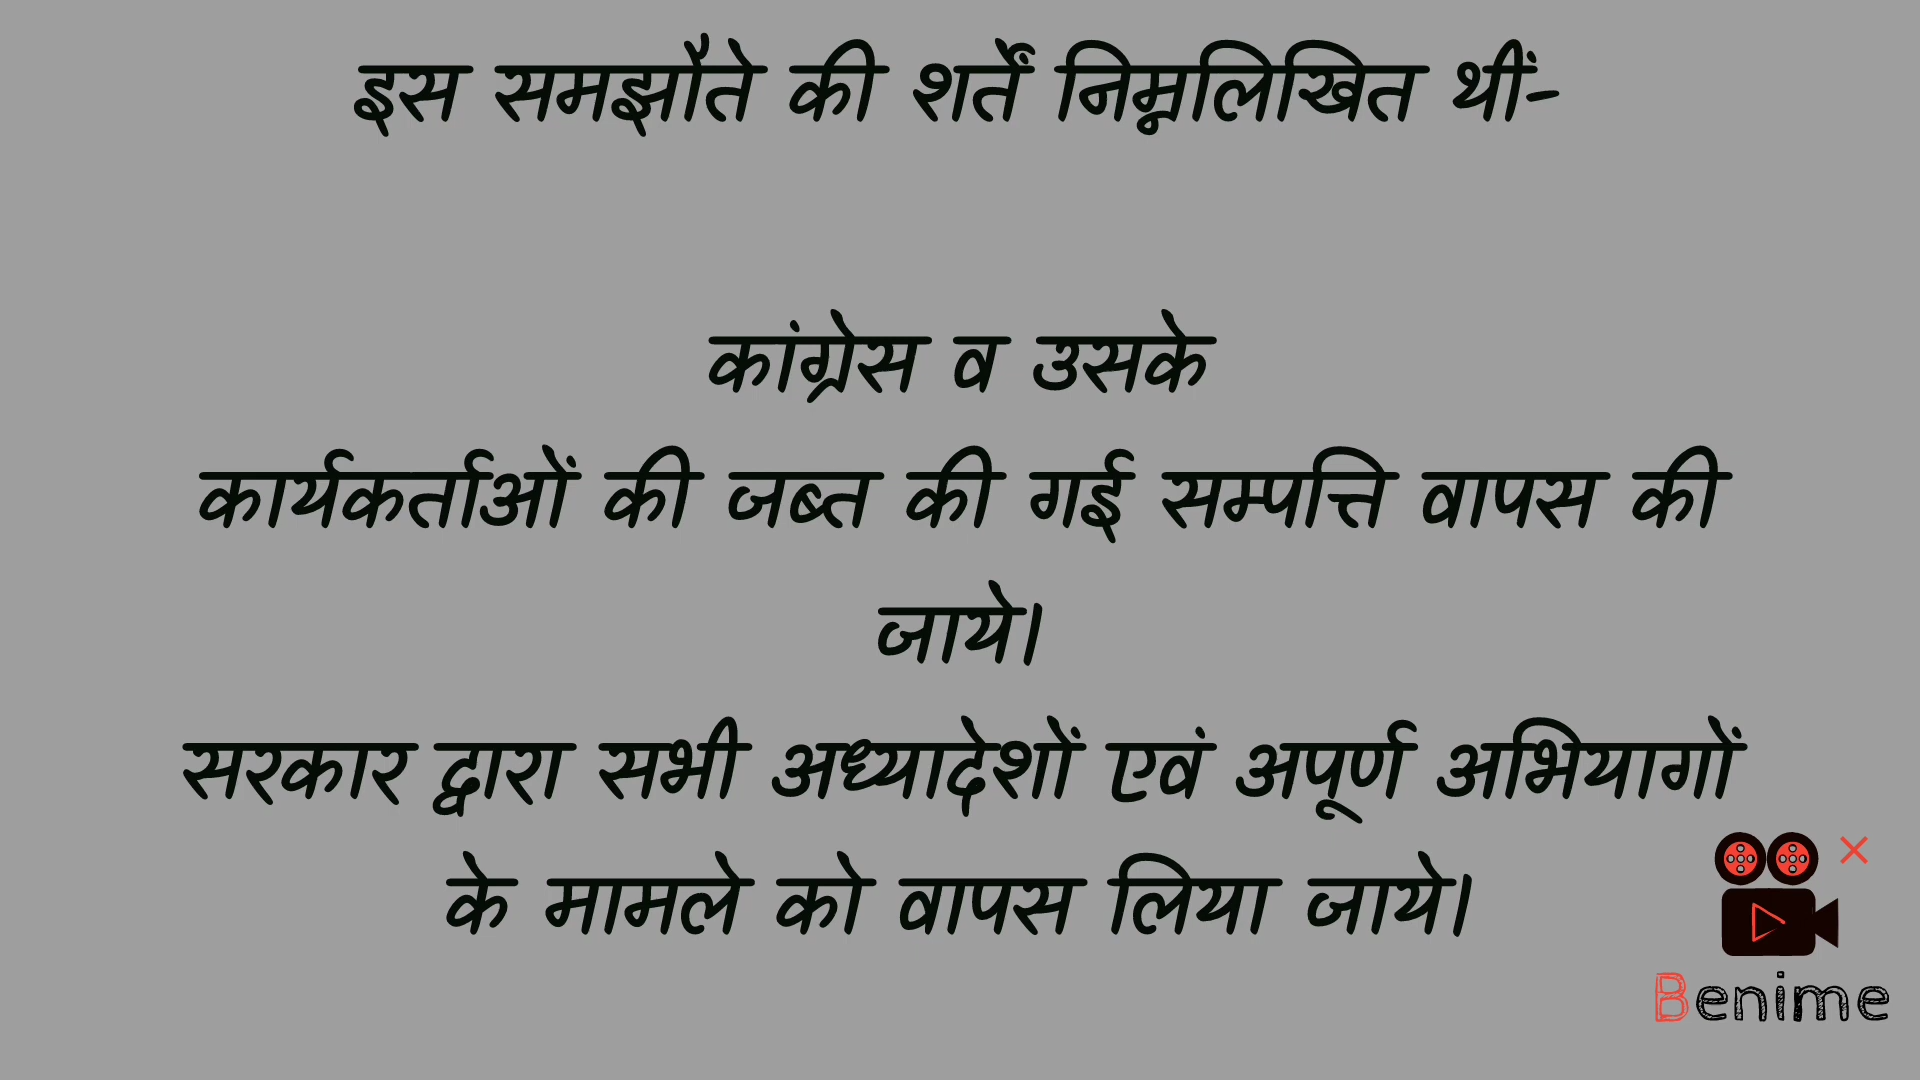 इस समझौते की शर्तें निम्नलिखित थीं-
कांग्रेस व उसके
कार्यकर्ताओं की जब्त की गई सम्पत्ति वापस की
जाये।
सरकार द्वारा सभी अध्यादेशों एवं अपूर्ण अभियागों
के मामले को वापस लिया जाये।
Benime